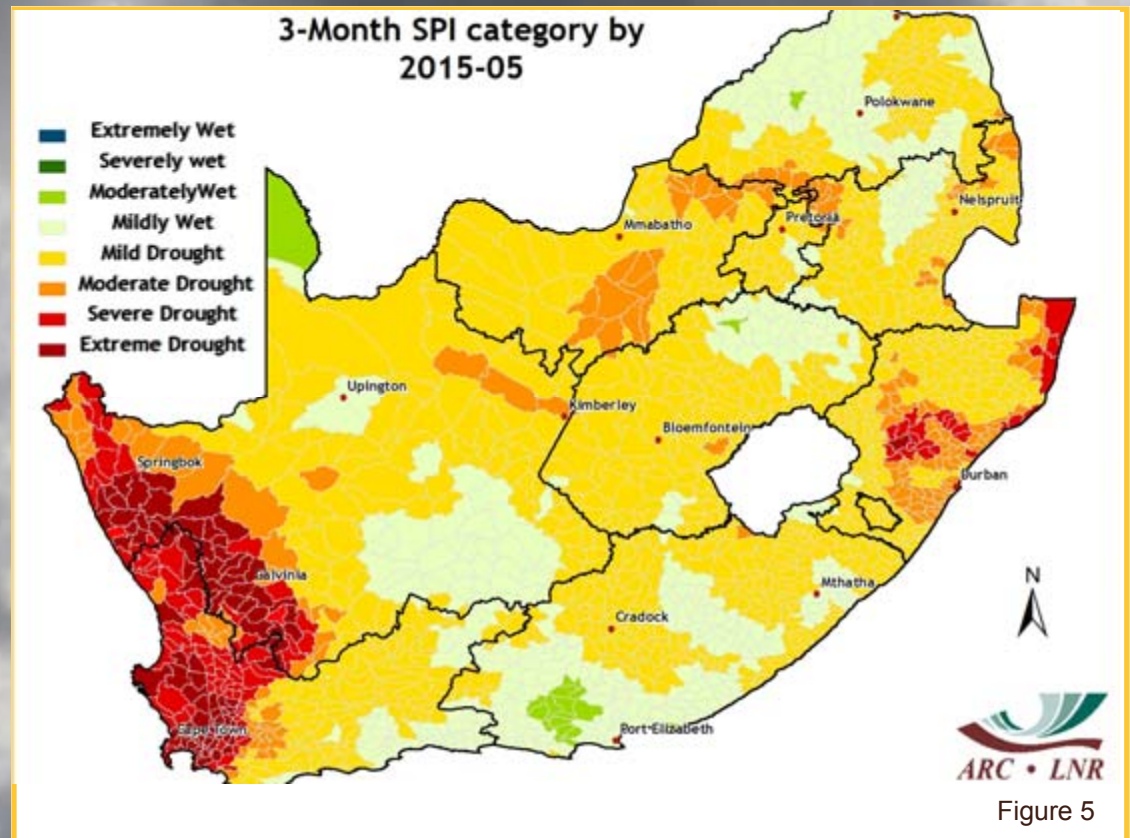 3-Month SPI category by
2015-05
Extremely Wet
Severely wet
ModeratelyWet
Mildly Wet
Mild Drought
Moderate Drought
Severe Drought
Extreme Drought
Polokwane
Nelspruit
Pretoria
Mmabatho
Upington
Kimberley
Bloemfontein
Springbok
Durban
Calvinia
N
Mthatha
Cradock
Cape Town
Port Elizabeth
ARC • LNR
Figure 5